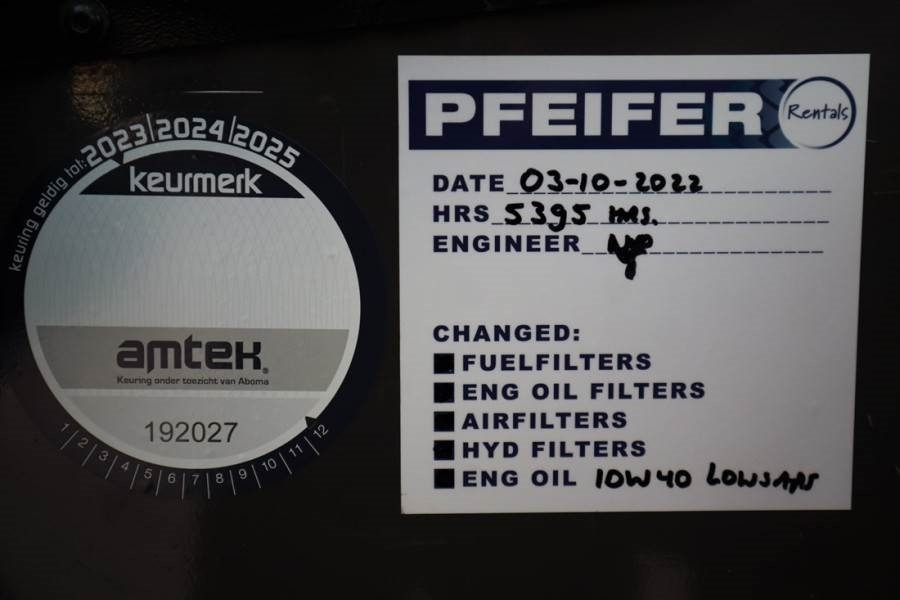 keuring geldig tot: 2023 2024 2025
keurmerk
amtek®
Keuring onder toezicht van Aboma
192027
1 2 3 4 5 6 7 8 9 10 11 12
PFEIFER Rentals
DATE 03-10-2022
HRS 5395
ENGINEER
CHANGED:
FUELFILTERS
ENG OIL FILTERS
AIRFILTERS
HYD FILTERS
ENG OIL 10W40 LOWSAPS